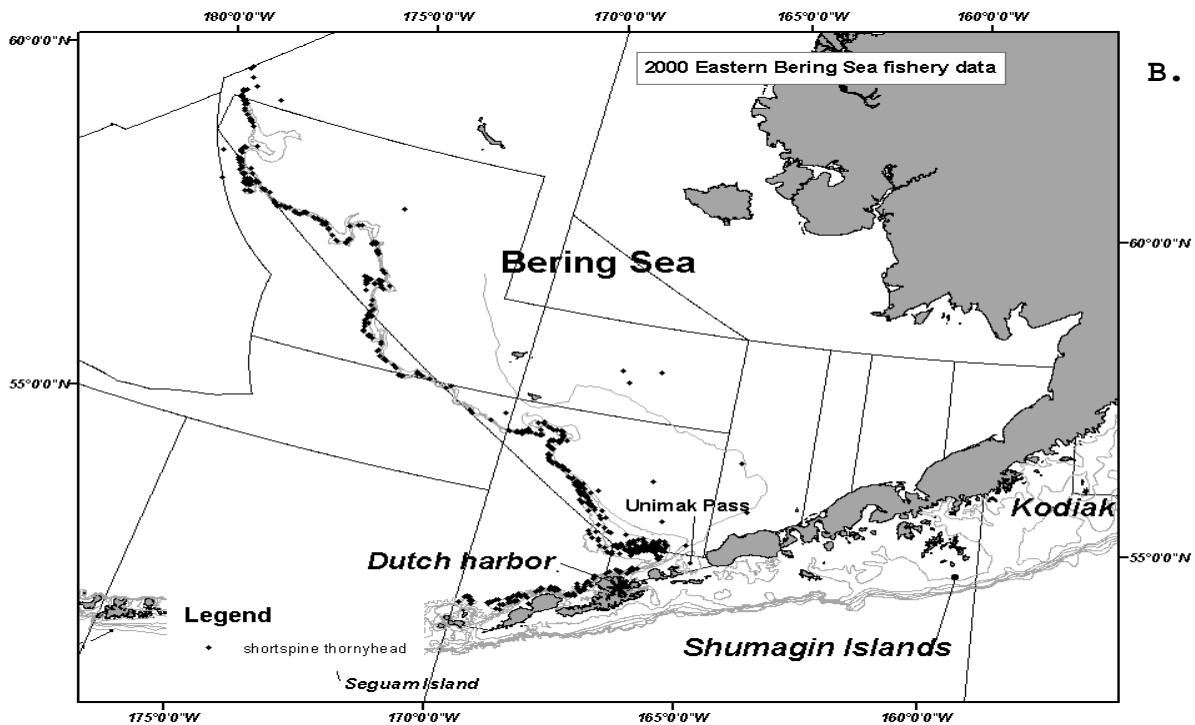 180°0'0"W 175°0'0"W 170°0'0"W 165°0'0"W 160°0'0"W
60°0'0"N
2000 Eastern Bering Sea fishery data
B.
60°0'0"N
Bering Sea
55°0'0"N
Unimak Pass
Kodiak
Dutch harbor
55°0'0"N
Legend
shortspine thornyhead
Shumagin Islands
Seguam Island
175°0'0"W 170°0'0"W 165°0'0"W 160°0'0"W